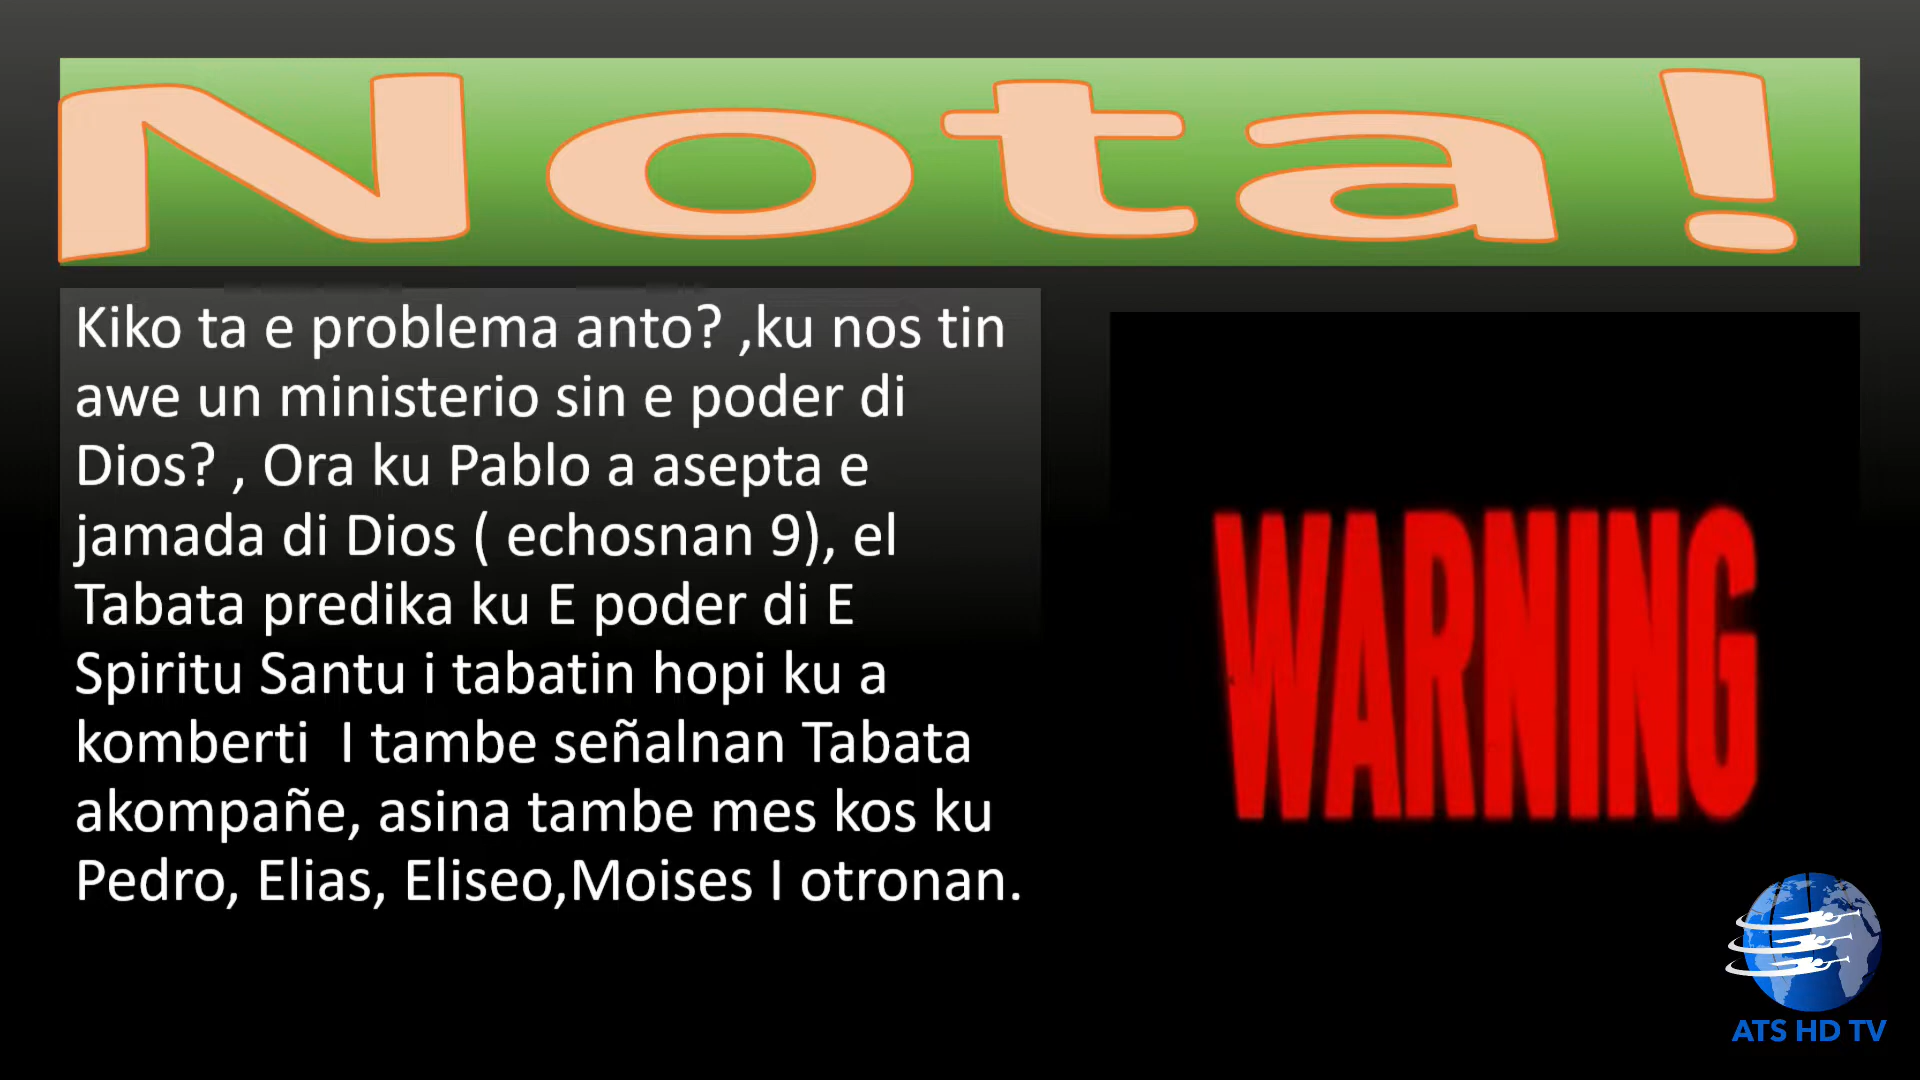 Nota!
Kiko ta e problema anto? ,ku nos tin
awe un ministerio sin e poder di
Dios? , Ora ku Pablo a asepta e
jamada di Dios ( echosnan 9), el
Tabata predika ku E poder di E
Spiritu Santu i tabatin hopi ku a
komberti  I tambe señalnan Tabata
akompañe, asina tambe mes kos ku
Pedro, Elias, Eliseo,Moises I otronan.
WARNING
ATS HD TV